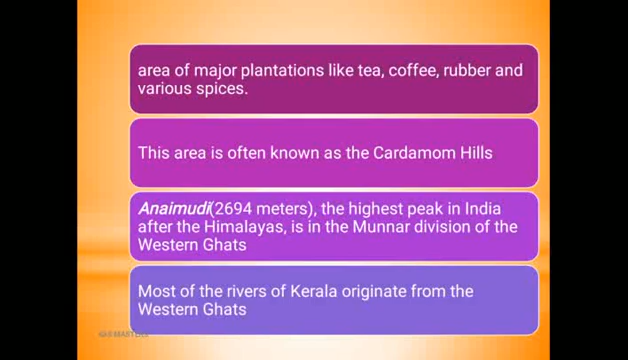 area of major plantations like tea, coffee, rubber and
various spices.
This area is often known as the Cardamom Hills
Anaimudi(2694 meters), the highest peak in India
after the Himalayas, is in the Munnar division of the
Western Ghats
Most of the rivers of Kerala originate from the
Western Ghats